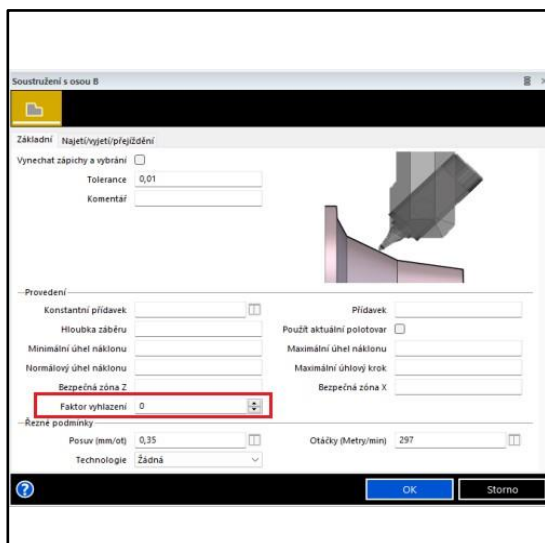 Soustružení s osou B
Základní Najetí/vyjetí/přejíždění
Vynechat zápichy a vybrání
Tolerance 0,01
Komentář
Provedení
Konstantní přídavek Přídavek
Hloubka záběru Použít aktuální polotovar
Minimální úhel náklonu Maximální úhel náklonu
Normálový úhel náklonu Maximální úhlový krok
Bezpečná zóna Z Bezpečná zóna X
Faktor vyhlazení 0
Řezné podmínky
Posuv (mm/ot) 0,35 Otáčky (Metry/min) 297
Technologie Žádná
? OK Storno